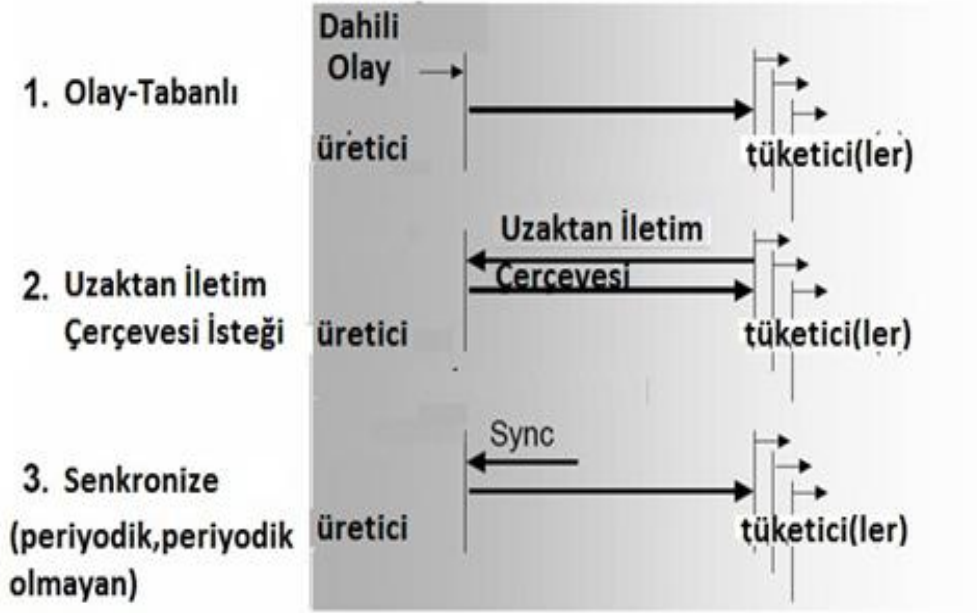 Dahili
Olay
1. Olay-Tabanlı
üretici
tüketici(ler)
Uzaktan İletim
Çerçevesi
2. Uzaktan İletim
Çerçevesi İsteği
üretici
tüketici(ler)
Sync
3. Senkronize
(periyodik,periyodik
olmayan)
üretici
tüketici(ler)